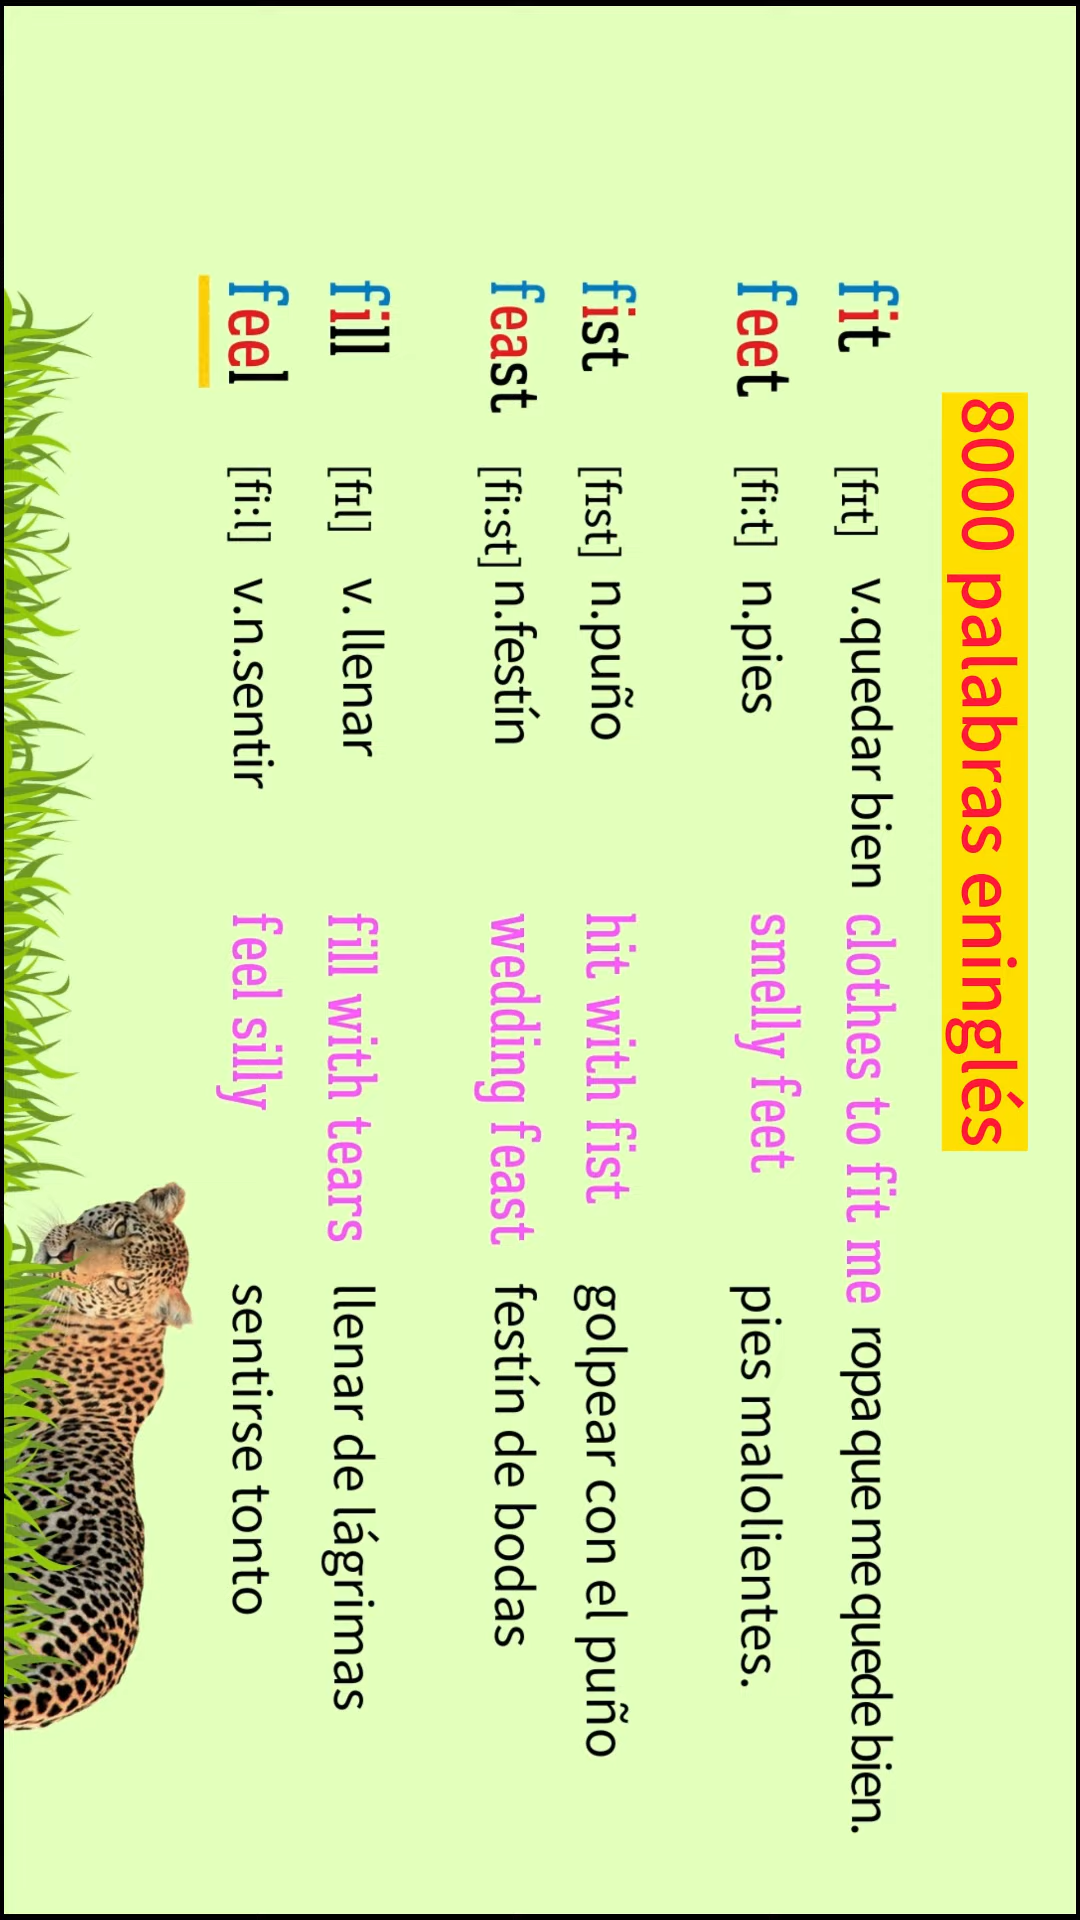 8000 palabras eninglés
fit [fɪt] v.quedar bien clothes to fit me ropa que me quede bien.
feet [fi:t] n.pies smelly feet pies malolientes.
fist [fɪst] n.puño hit with fist golpear con el puño
feast [fi:st] n.festín wedding feast festín de bodas
fill [fɪl] v. llenar fill with tears llenar de lágrimas
feel [fi:l] v.n.sentir feel silly sentirse tonto